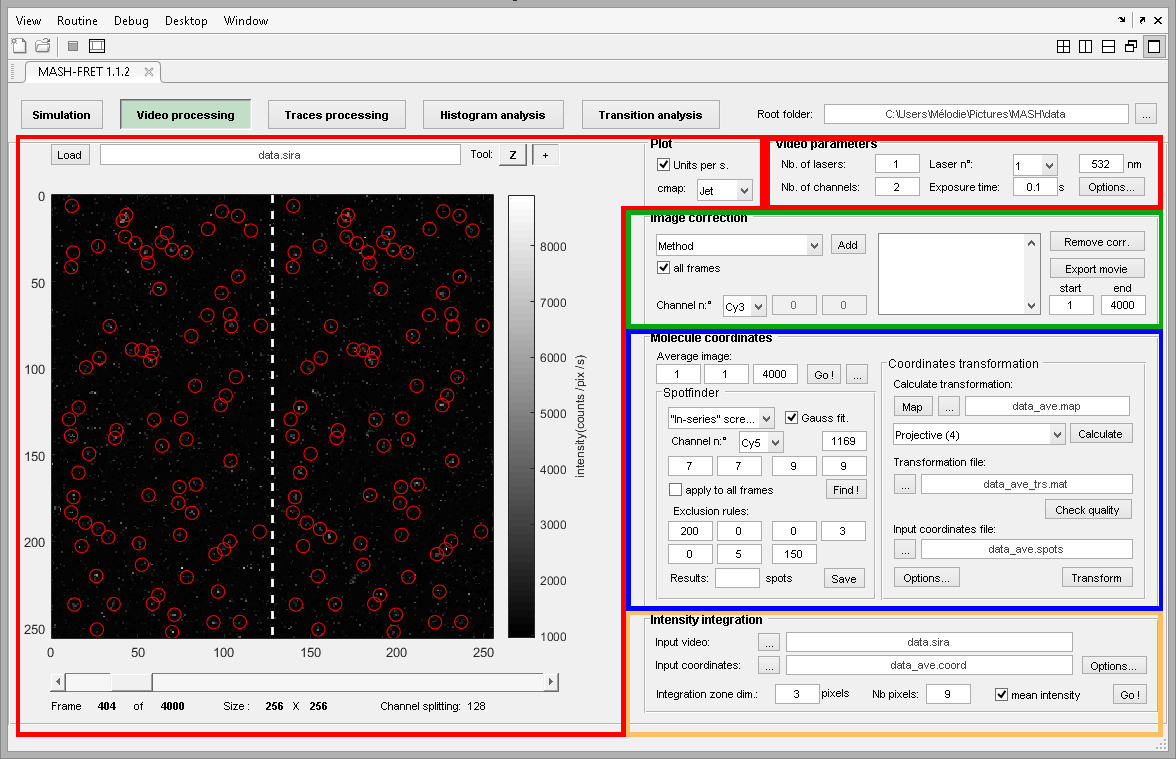 View Routine Debug Desktop Window
MASH-FRET 1.1.2
Simulation Video processing Traces processing Histogram analysis Transition analysis Root folder: C:\Users\Mélodie\Pictures\MASH\data ...
Load data.sira Tool: Z +
0
50
100
150
200
250
0 50 100 150 200 250
8000
7000
6000
5000
4000
3000
2000
1000
intensity(counts /pix /s)
Frame 404 of 4000 Size : 256 X 256 Channel splitting: 128
Plot
Units per s.
cmap: Jet
Video parameters
Nb. of lasers: 1 Laser n°: 1 532 nm
Nb. of channels: 2 Exposure time: 0.1 s Options...
Image correction
Method Add Remove corr.
all frames Export movie
start end
Channel n:° Cy3 0 0 1 4000
Molecule coordinates
Average image:
1 1 4000 Go ! ...
Spotfinder
"In-series" scre... Gauss fit.
Channel n:° Cy5 1169
7 7 9 9
apply to all frames Find !
Exclusion rules:
200 0 0 3
0 5 150
Results: spots Save
Coordinates transformation
Calculate transformation:
Map ... data_ave.map
Projective (4) Calculate
Transformation file:
... data_ave_trs.mat
Check quality
Input coordinates file:
... data_ave.spots
Options... Transform
Intensity integration
Input video: ... data.sira
Input coordinates: ... data_ave.coord Options...
Integration zone dim.: 3 pixels Nb pixels: 9 mean intensity Go !